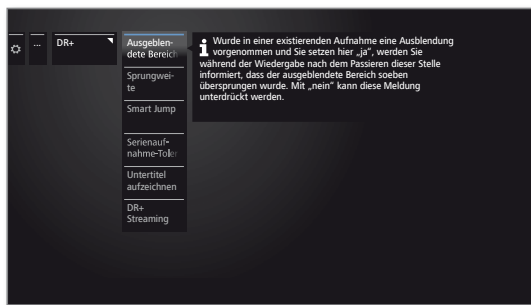 ...
DR+
Ausgeblen-
dete Bereich
Sprungwei-
te
Smart Jump
Serienauf-
nahme-Toler
Untertitel
aufzeichnen
DR+
Streaming
Wurde in einer existierenden Aufnahme eine Ausblendung
vorgenommen und Sie setzen hier „ja“, werden Sie
während der Wiedergabe nach dem Passieren dieser Stelle
informiert, dass der ausgeblendete Bereich soeben
übersprungen wurde. Mit „nein“ kann diese Meldung
unterdrückt werden.